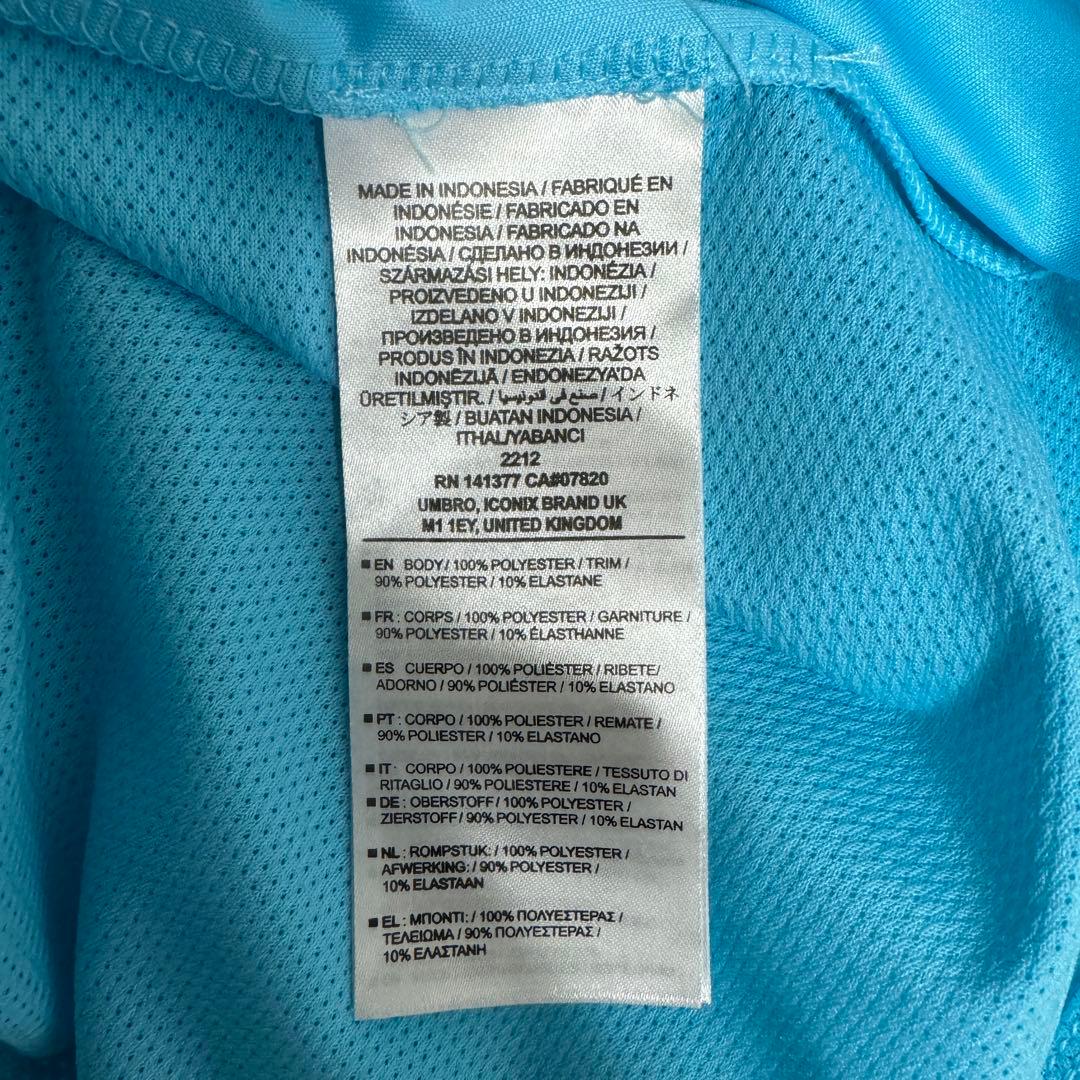 MADE IN INDONESIA / FABRIQUÉ EN
INDONÉSIE / FABRICADO EN
INDONESIA / FABRICADO NA
INDONÉSIA / СДЕЛАНО В ИНДОНЕЗИИ /
SZÁRMAZÁSI HELY: INDONÉZIA /
PROIZVEDENO U INDONEZIJI /
IZDELANO V INDONEZIJI /
ПРОИЗВЕДЕНО В ИНДОНЕЗИЯ /
PRODUS ÎN INDONEZIA / RAŽOTS
INDONĒZIJĀ / ENDONEZYA'DA
ÜRETILMIŞTIR. / صنع في اندونيسيا / インドネ
シア製 / BUATAN INDONESIA /
ITHAL/YABANCI
2212
RN 141377 CA#07820
UMBRO, ICONIX BRAND UK
M1 1EY, UNITED KINGDOM
■ EN BODY / 100% POLYESTER / TRIM /
90% POLYESTER / 10% ELASTANE
■ FR : CORPS / 100% POLYESTER / GARNITURE /
90% POLYESTER / 10% ÉLASTHANNE
■ ES CUERPO / 100% POLIÉSTER / RIBETE/
ADORNO / 90% POLIÉSTER / 10% ELASTANO
■ PT : CORPO / 100% POLIESTER / REMATE /
90% POLIESTER / 10% ELASTANO
■ IT· CORPO / 100% POLIESTERE / TESSUTO DI
RITAGLIO / 90% POLIESTERE / 10% ELASTAN
■ DE : OBERSTOFF / 100% POLYESTER /
ZIERSTOFF / 90% POLYESTER / 10% ELASTAN
■ NL : ROMPSTUK: / 100% POLYESTER /
AFWERKING: / 90% POLYESTER /
10% ELASTAAN
■ EL : ΜΠΟΝΤΙ: / 100% ΠΟΛΥΕΣΤΕΡΑΣ /
ΤΕΛΕΙΩΜΑ / 90% ΠΟΛΥΕΣΤΕΡΑΣ /
10% ΕΛΑΣΤΑΝΗ